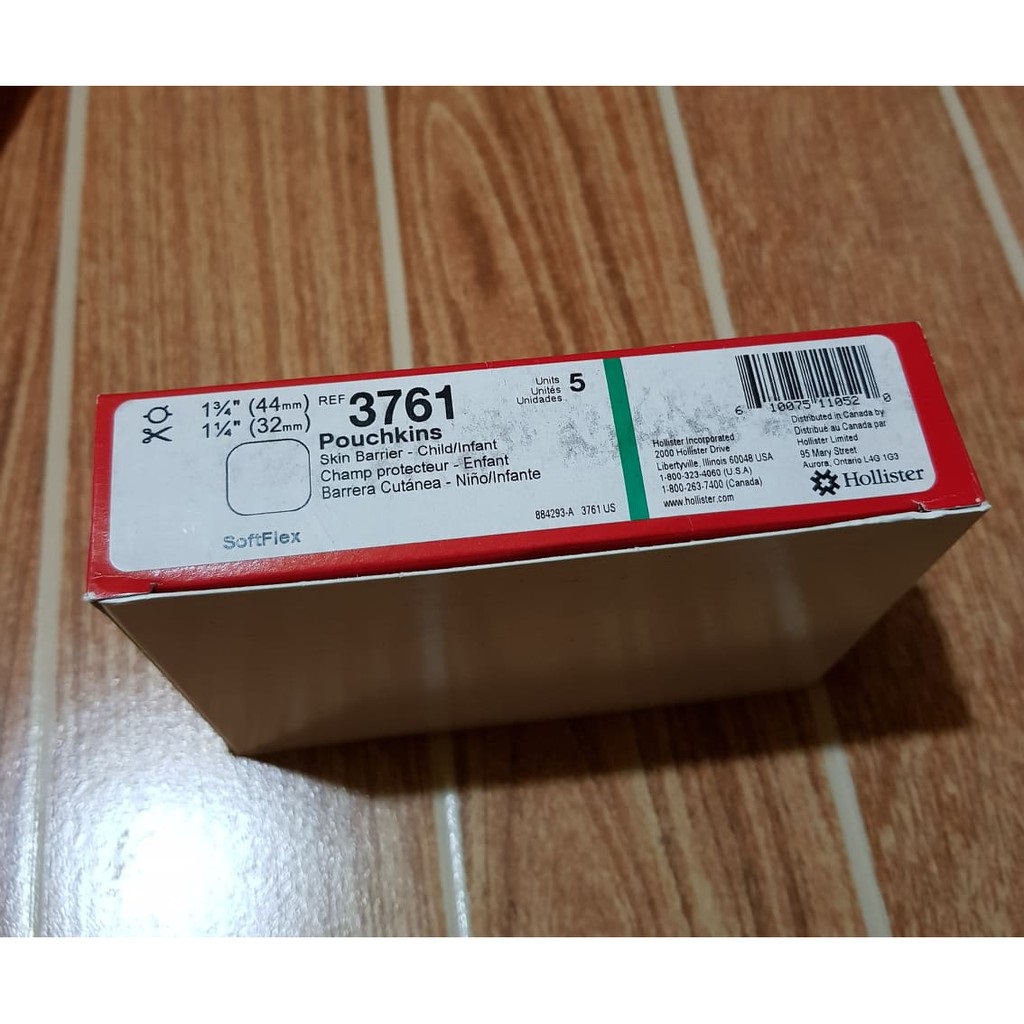 1¾" (44mm)
1¼" (32mm)
SoftFlex
REF 3761
Pouchkins
Skin Barrier - Child/Infant
Champ protecteur - Enfant
Barrera Cutánea - Niño/Infante
Units
Unités
Unidades
5
884293-A 3761 US
6 10075 11052 0
Hollister Incorporated
2000 Hollister Drive
Libertyville, Illinois 60048 USA
1-800-323-4060 (U.S.A)
1-800-263-7400 (Canada)
www.hollister.com
Distributed in Canada by
Distribué au Canada par
Hollister Limited
95 Mary Street
Aurora, Ontario L4G 1G3
Hollister